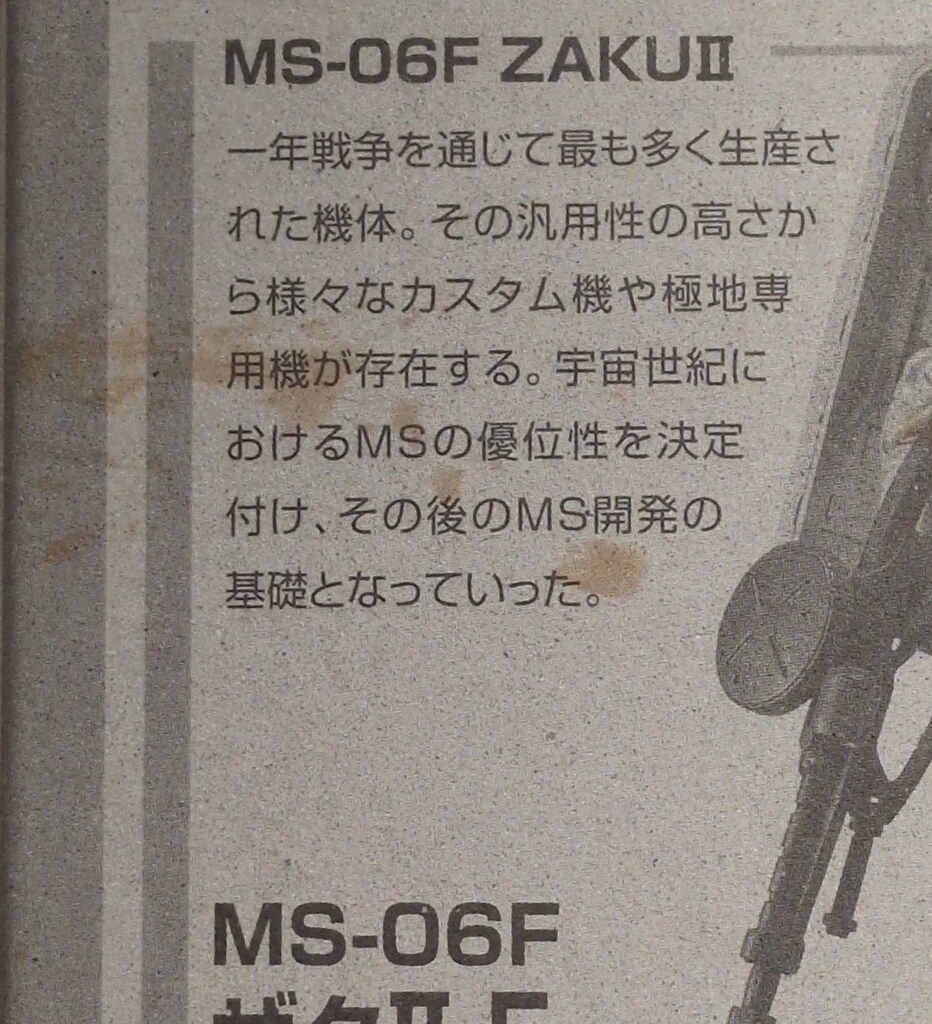 MS-06F ZAKUⅡ
一年戦争を通じて最も多く生産さ
れた機体。その汎用性の高さか
ら様々なカスタム機や極地専
用機が存在する。宇宙世紀に
おけるMSの優位性を決定
付け、その後のMS開発の
基礎となっていった。
MS-06F
ザクⅡ F